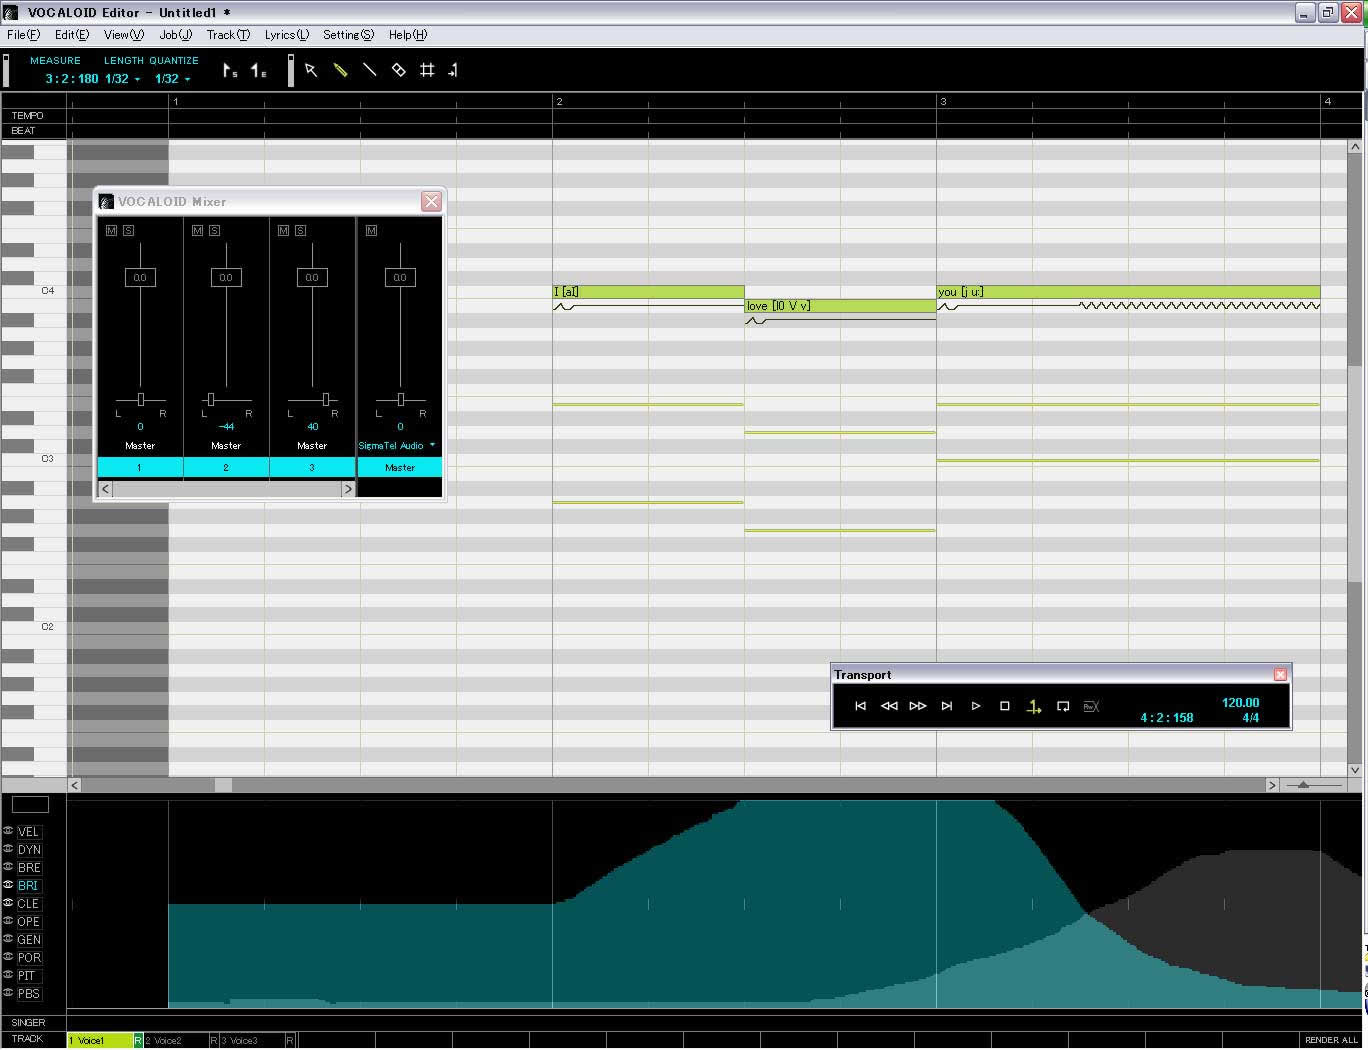 VOCALOID Editor - Untitled1 *
File(F) Edit(E) View(V) Job(J) Track(T) Lyrics(L) Setting(S) Help(H)
MEASURE LENGTH QUANTIZE
3 : 2 : 180 1/32 1/32
S E
1 2 3 4
TEMPO
BEAT
VOCALOID Mixer
M S M S M S M
0.0 0.0 0.0 0.0
L R L R L R L R
0 -44 40 0
Master Master Master SigmaTel Audio
1 2 3 Master
C4
I [aI]
you [j u:]
love [l0 V v]
C3
C2
Transport
120.00
4 : 2 : 158 4/4
VEL
DYN
BRE
BRI
CLE
OPE
GEN
POR
PIT
PBS
SINGER
TRACK 1 Voice1 R 2 Voice2 R 3 Voice3 R RENDER ALL